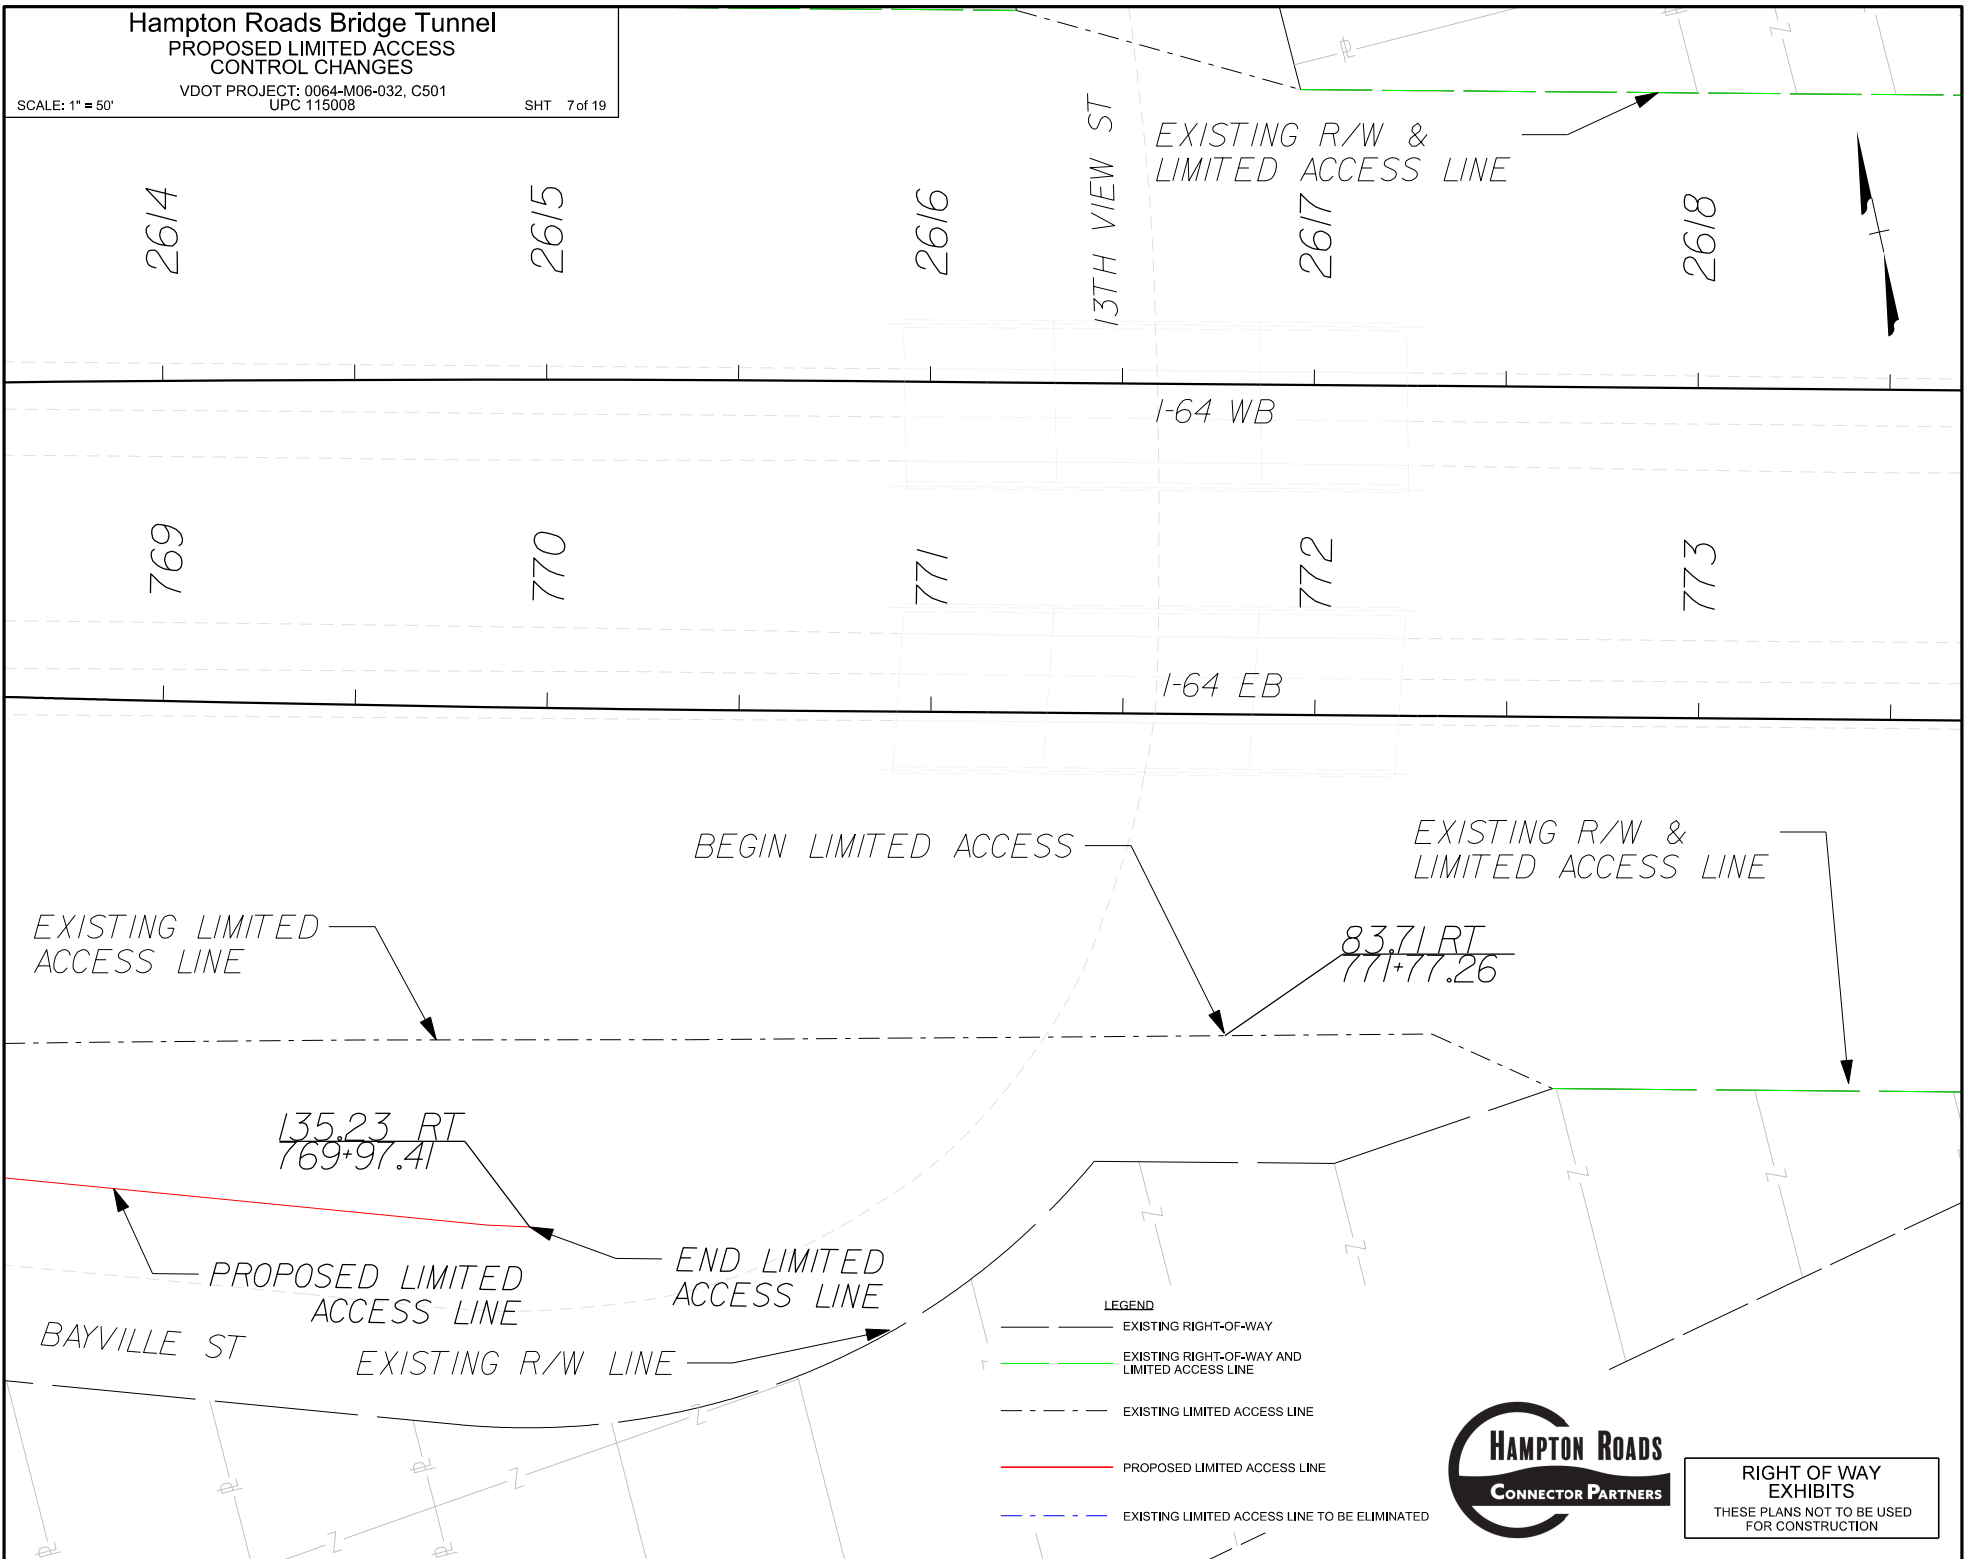 Hampton Roads Bridge Tunnel
PROPOSED LIMITED ACCESS
CONTROL CHANGES
VDOT PROJECT: 0064-M06-032, C501
UPC 115008
SCALE: 1" = 50'
SHT 7 of 19
13TH VIEW ST
EXISTING R/W &
LIMITED ACCESS LINE
2614
2615
2616
2617
2618
I-64 WB
769
770
771
772
773
I-64 EB
BEGIN LIMITED ACCESS
EXISTING R/W &
LIMITED ACCESS LINE
EXISTING LIMITED
ACCESS LINE
83.71 RT
771+77.26
135.23 RT
769+97.41
PROPOSED LIMITED
ACCESS LINE
END LIMITED
ACCESS LINE
BAYVILLE ST
EXISTING R/W LINE
LEGEND
EXISTING RIGHT-OF-WAY
EXISTING RIGHT-OF-WAY AND
LIMITED ACCESS LINE
EXISTING LIMITED ACCESS LINE
PROPOSED LIMITED ACCESS LINE
EXISTING LIMITED ACCESS LINE TO BE ELIMINATED
HAMPTON ROADS
CONNECTOR PARTNERS
RIGHT OF WAY
EXHIBITS
THESE PLANS NOT TO BE USED
FOR CONSTRUCTION